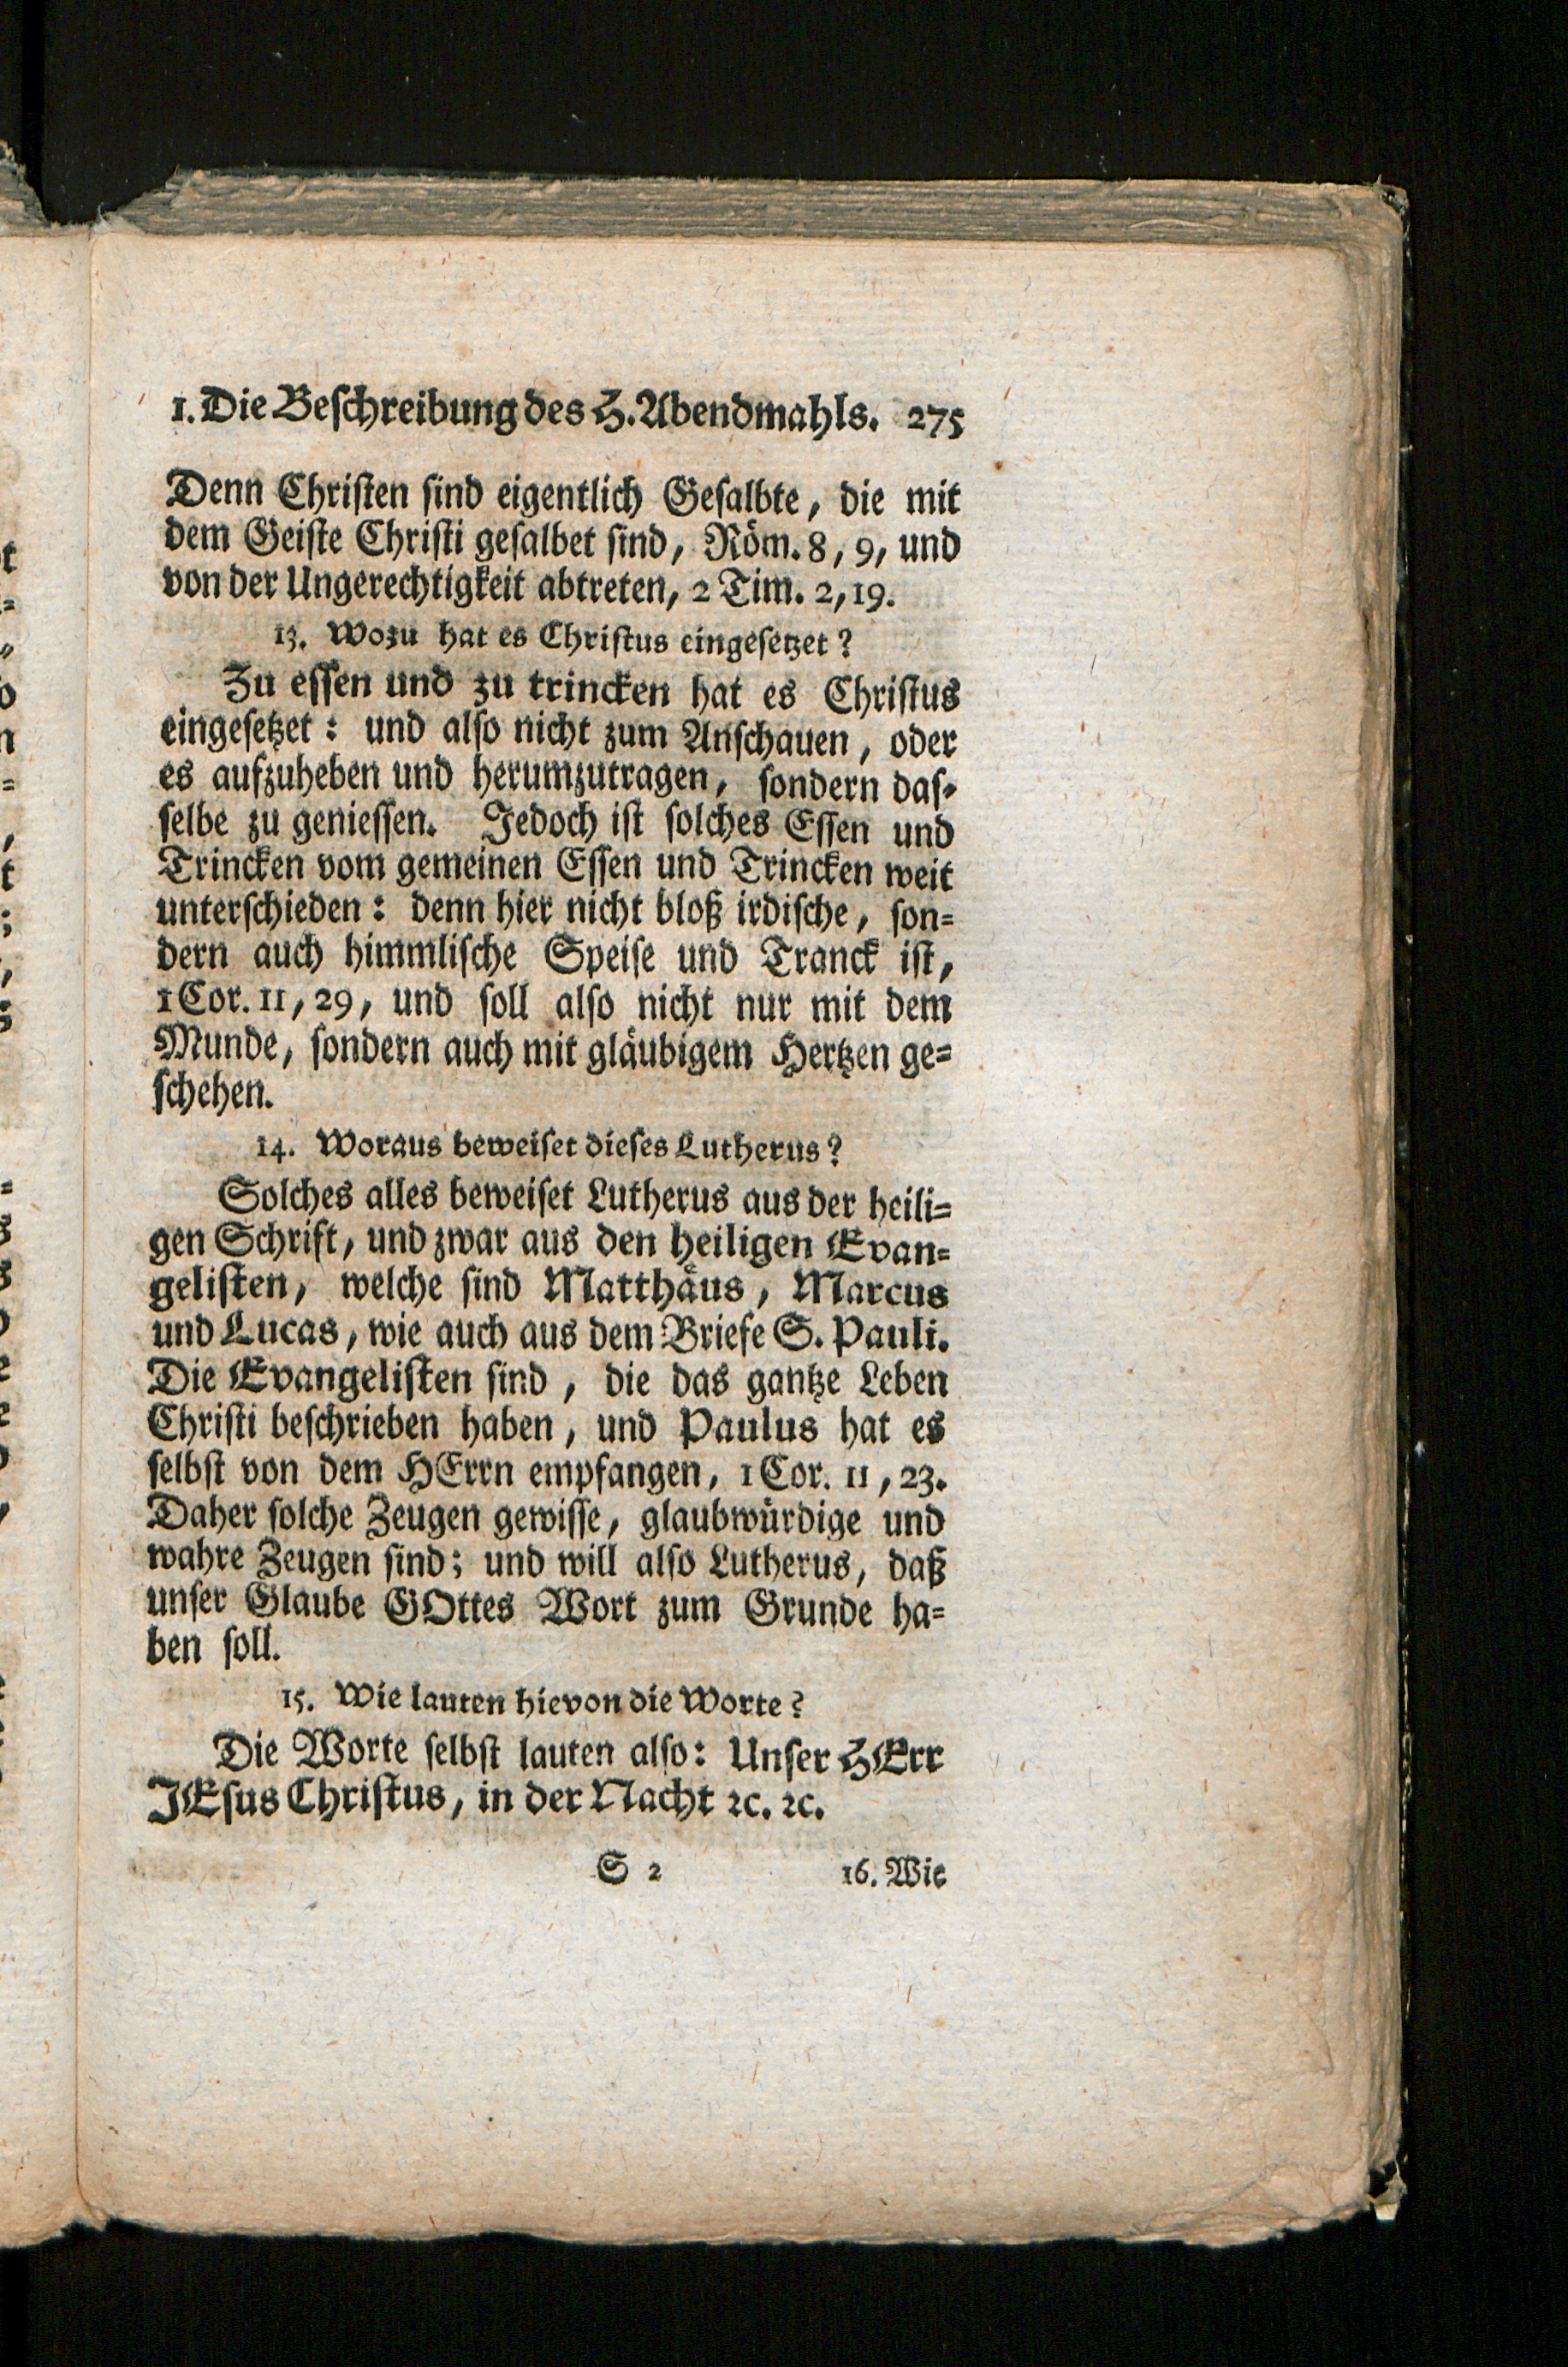 1. Die Beſchreibung des H. Abendmahls. 275
Denn Chriſten ſind eigentlich Geſalbte, die mit
dem Geiſte Chriſti geſalbet ſind, Röm. 8, 9, und
von der Ungerechtigkeit abtreten, 2 Tim. 2, 19.
13. Wozu hat es Chriſtus eingeſetzet?
Zu eſſen und zu trincken hat es Chriſtus
eingeſetzet: und alſo nicht zum Anſchauen, oder
es aufzuheben und herumzutragen, ſondern daſ-
ſelbe zu genieſſen. Jedoch iſt ſolches Eſſen und
Trincken vom gemeinen Eſſen und Trincken weit
unterſchieden: denn hier nicht bloß irdiſche, ſon-
dern auch himmliſche Speiſe und Tranck iſt,
1 Cor. 11, 29, und ſoll alſo nicht nur mit dem
Munde, ſondern auch mit gläubigem Hertzen ge-
ſchehen.
14. Woraus beweiſet dieſes Lutherus?
Solches alles beweiſet Lutherus aus der heili-
gen Schrift, und zwar aus den heiligen Evan-
geliſten, welche ſind Matthäus, Marcus
und Lucas, wie auch aus dem Briefe S. Pauli.
Die Evangeliſten ſind, die das gantze Leben
Chriſti beſchrieben haben, und Paulus hat es
ſelbſt von dem HErrn empfangen, 1 Cor. 11, 23.
Daher ſolche Zeugen gewiſſe, glaubwürdige und
wahre Zeugen ſind; und will alſo Lutherus, daß
unſer Glaube GOttes Wort zum Grunde ha-
ben ſoll.
15. Wie lauten hievon die Worte?
Die Worte ſelbſt lauten alſo: Unſer HErr
JEſus Chriſtus, in der Nacht ꝛc. ꝛc.
S 2 16. Wie